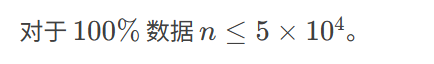 对于 100% 数据 n ≤ 5 × 10⁴。